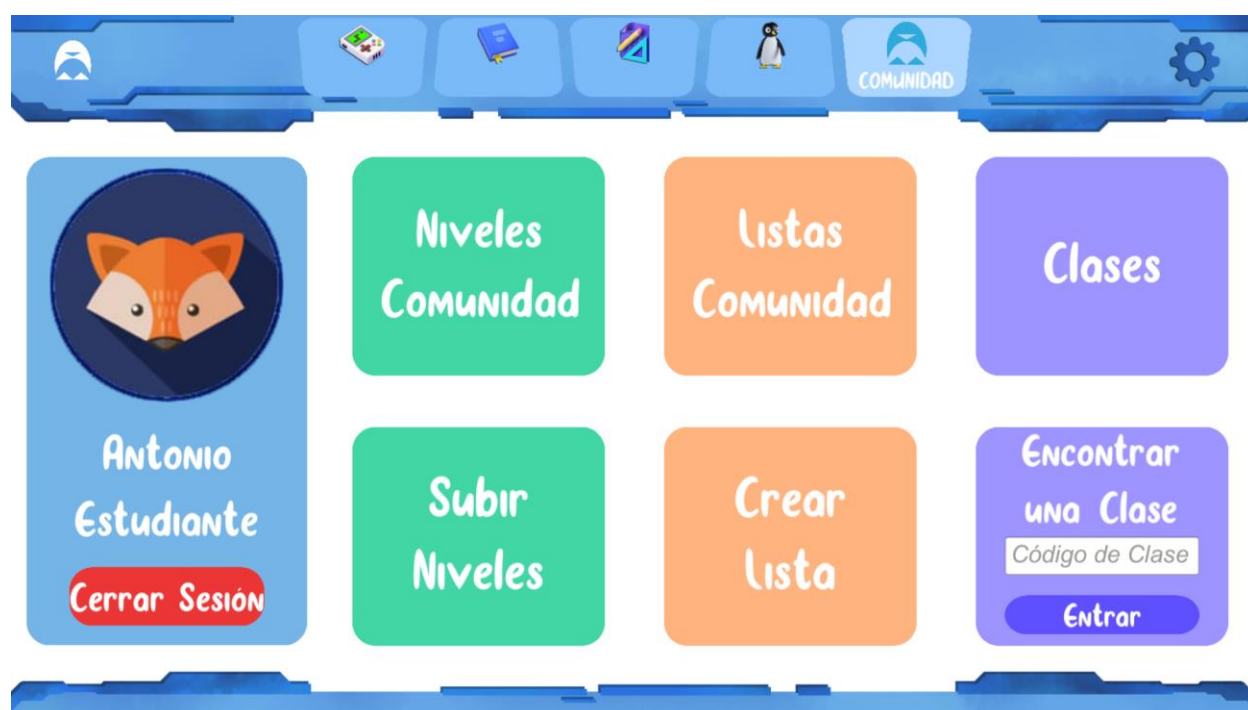 COMUNIDAD
Antonio
Estudiante
Cerrar Sesión
Niveles
Comunidad
Listas
Comunidad
Clases
Subir
Niveles
Crear
Lista
Encontrar
una Clase
Código de Clase
Entrar